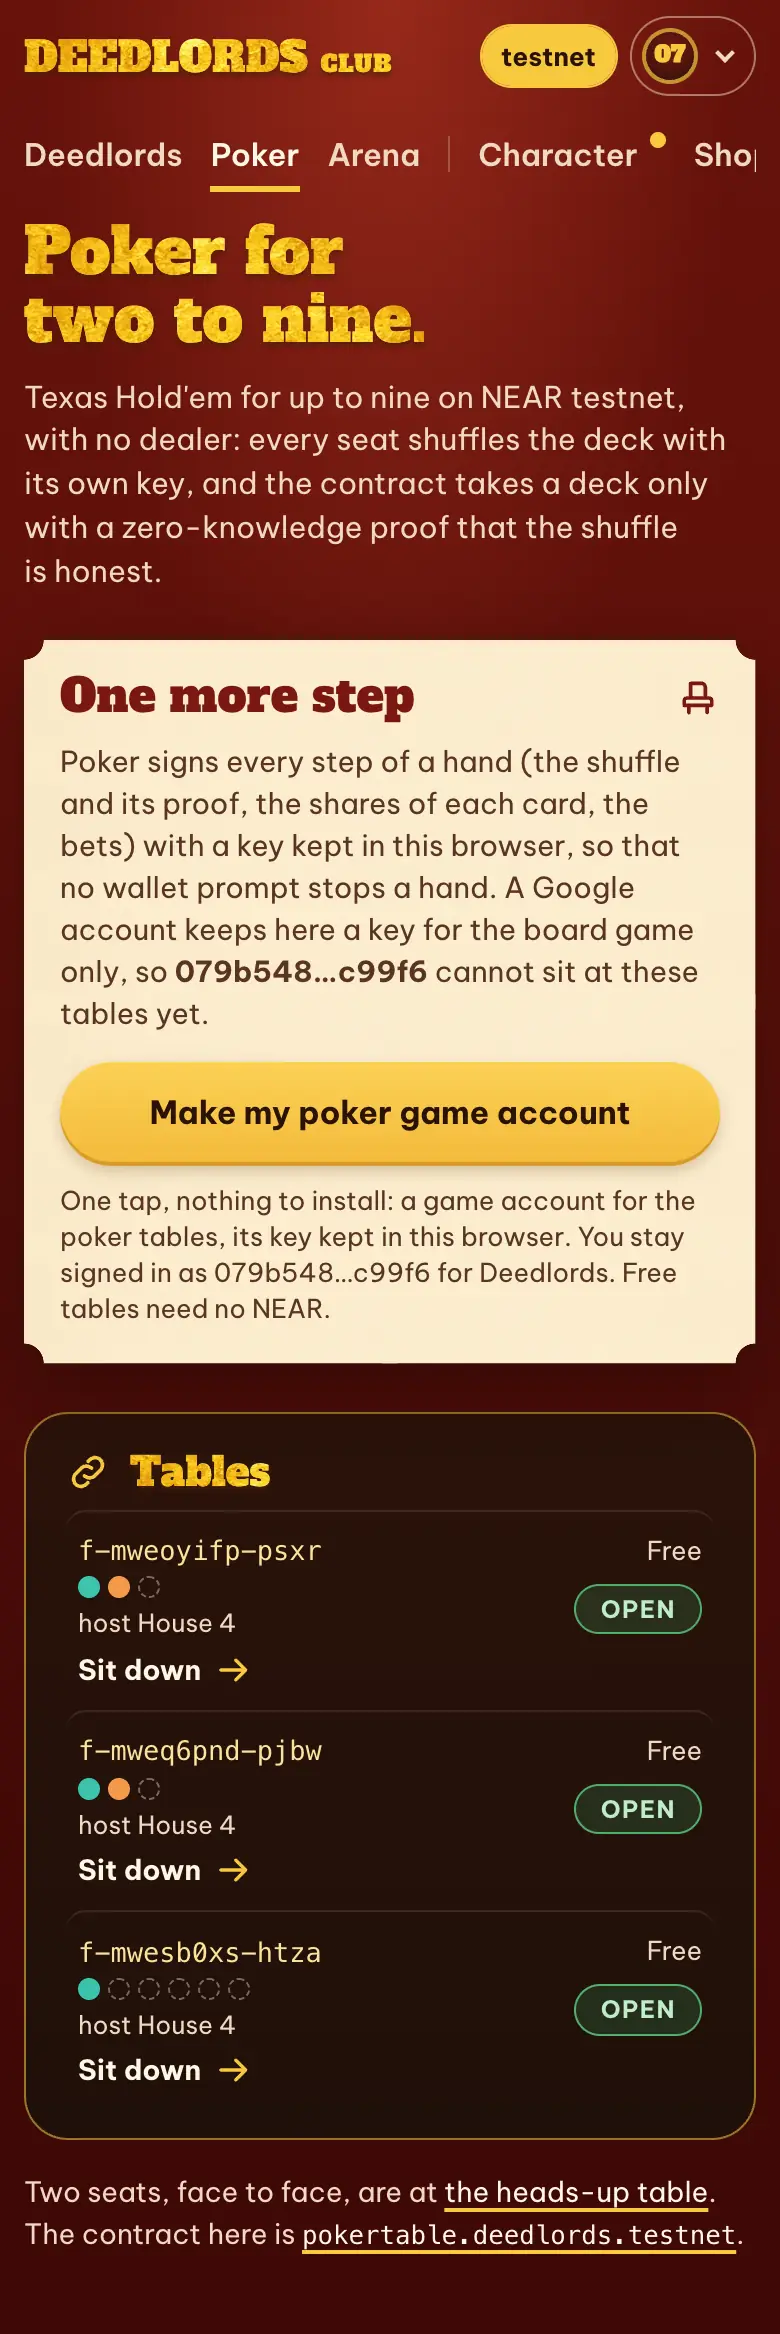 DEEDLORDS CLUB
testnet
07
Deedlords Poker Arena Character
Poker for
two to nine.
Texas Hold'em for up to nine on NEAR testnet,
with no dealer: every seat shuffles the deck with
its own key, and the contract takes a deck only
with a zero-knowledge proof that the shuffle
is honest.
One more step
Poker signs every step of a hand (the shuffle
and its proof, the shares of each card, the
bets) with a key kept in this browser, so that
no wallet prompt stops a hand. A Google
account keeps here a key for the board game
only, so 079b548...c99f6 cannot sit at these
tables yet.
Make my poker game account
One tap, nothing to install: a game account for the
poker tables, its key kept in this browser. You stay
signed in as 079b548...c99f6 for Deedlords. Free
tables need no NEAR.
Tables
f-mweoyifp-psxr
Free
OPEN
host House 4
Sit down →
f-mweq6pnd-pjbw
Free
OPEN
host House 4
Sit down →
f-mwesb0xs-htza
Free
OPEN
host House 4
Sit down →
Two seats, face to face, are at the heads-up table.
The contract here is pokertable.deedlords.testnet.